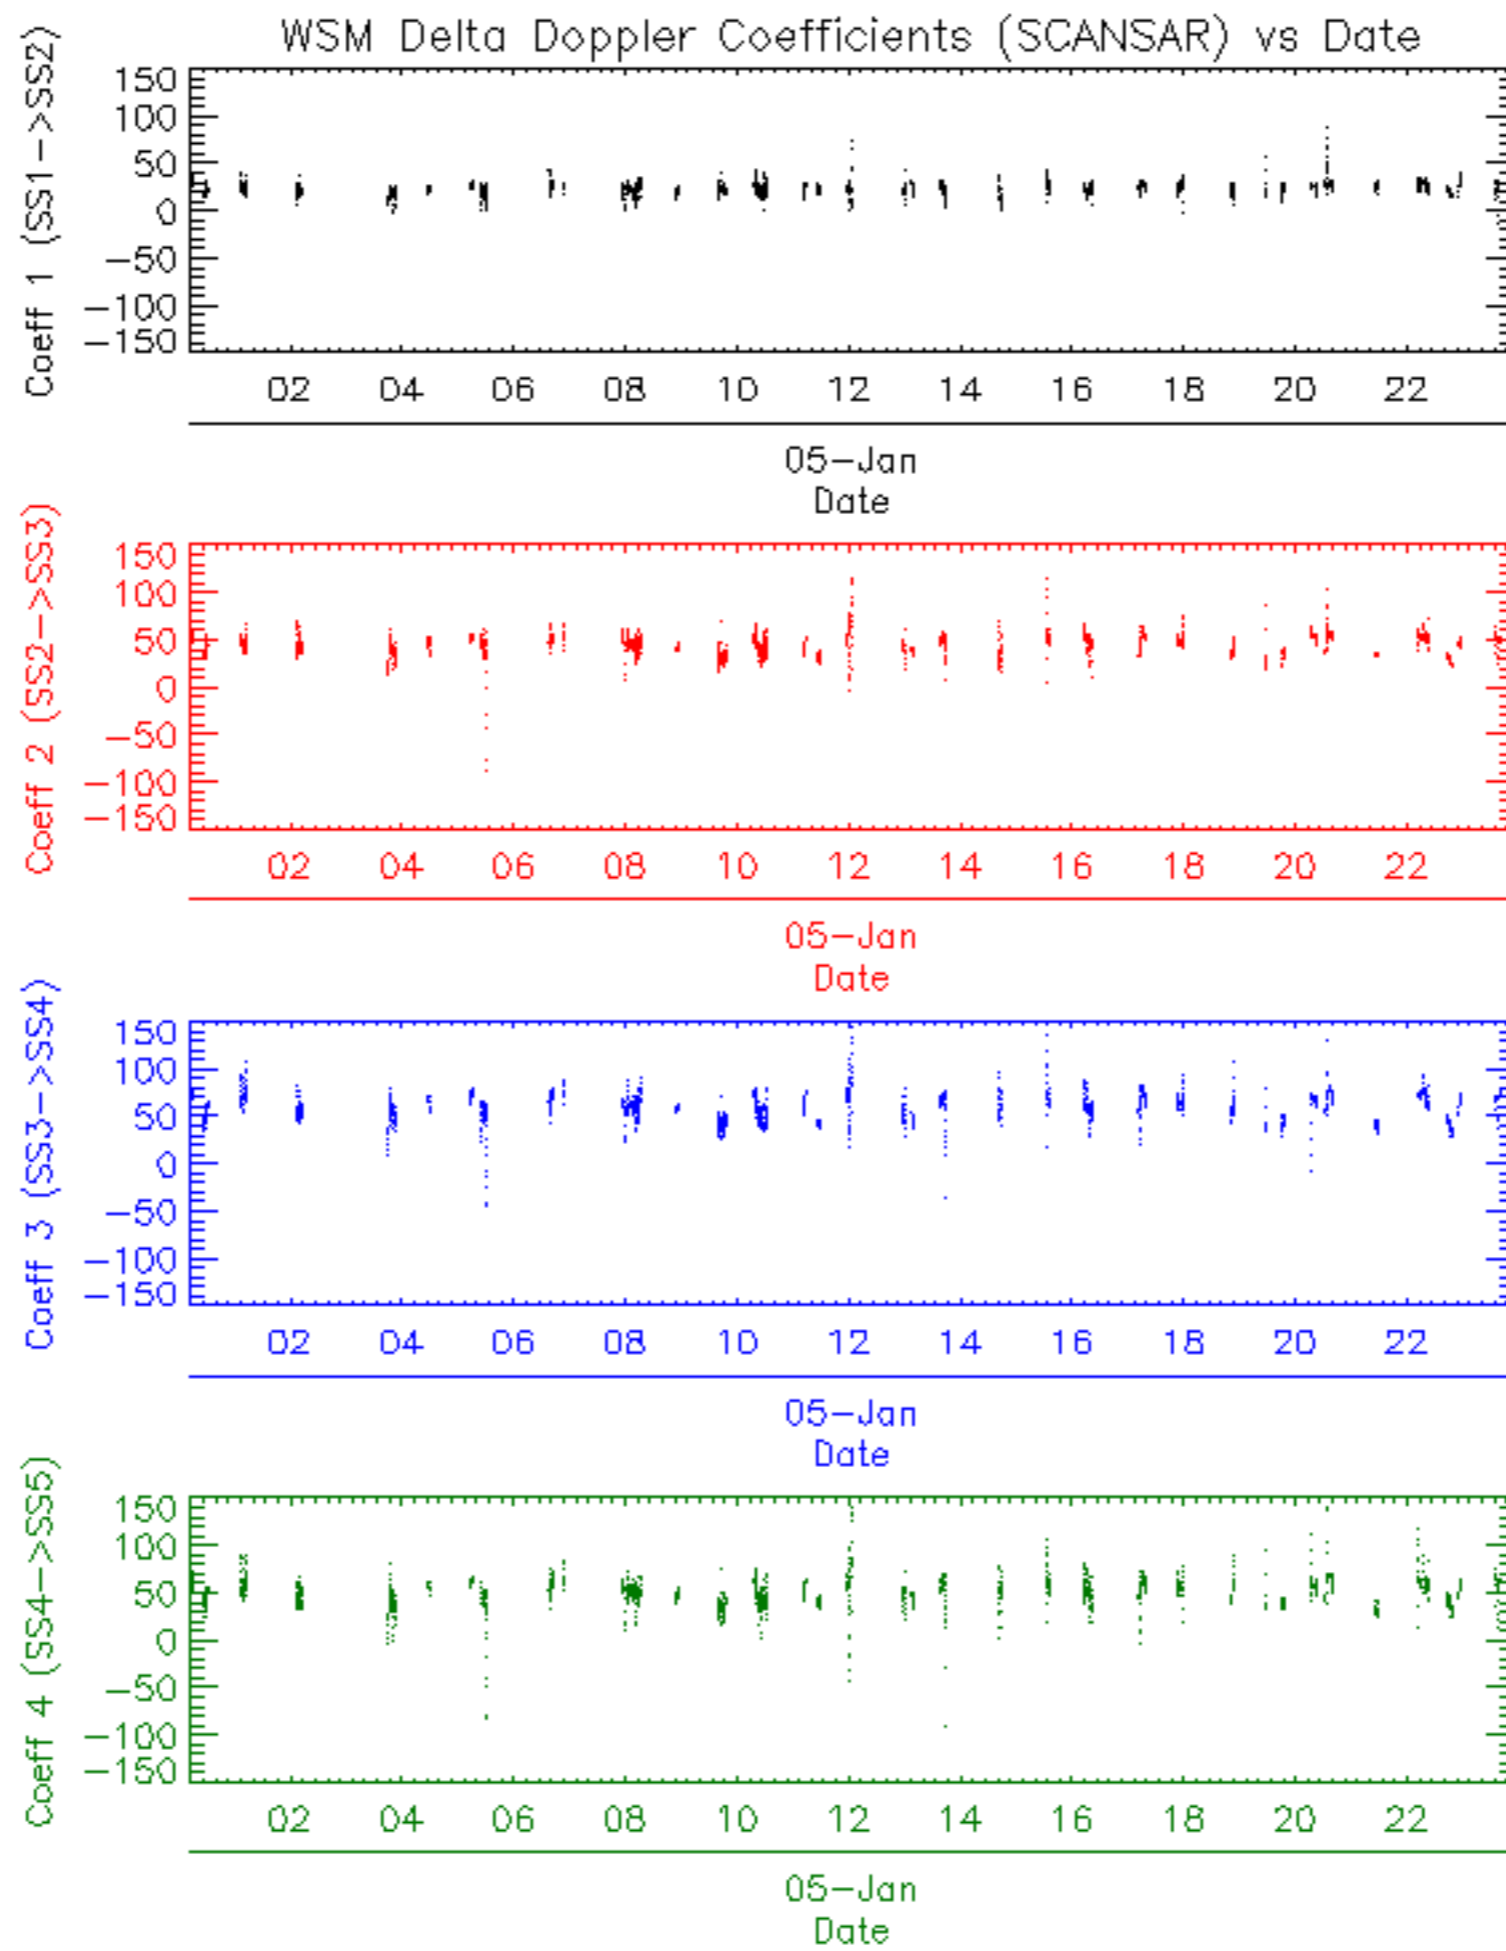 WSM Delta Doppler Coefficients (SCANSAR) vs Date
Coeff 1 (SS1->SS2)
150
100
50
0
-50
-100
-150
02 04 06 08 10 12 14 16 18 20 22
05-Jan
Date
Coeff 2 (SS2->SS3)
150
100
50
0
-50
-100
-150
02 04 06 08 10 12 14 16 18 20 22
05-Jan
Date
Coeff 3 (SS3->SS4)
150
100
50
0
-50
-100
-150
02 04 06 08 10 12 14 16 18 20 22
05-Jan
Date
Coeff 4 (SS4->SS5)
150
100
50
0
-50
-100
-150
02 04 06 08 10 12 14 16 18 20 22
05-Jan
Date